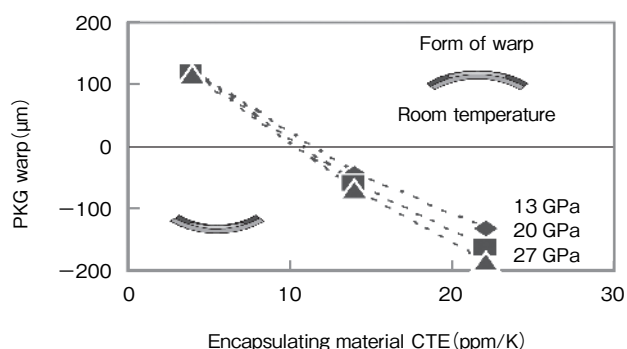 200
100
0
−100
−200
PKG warp(μm)
Form of warp
Room temperature
13 GPa
20 GPa
27 GPa
0
10
20
30
Encapsulating material CTE(ppm/K)